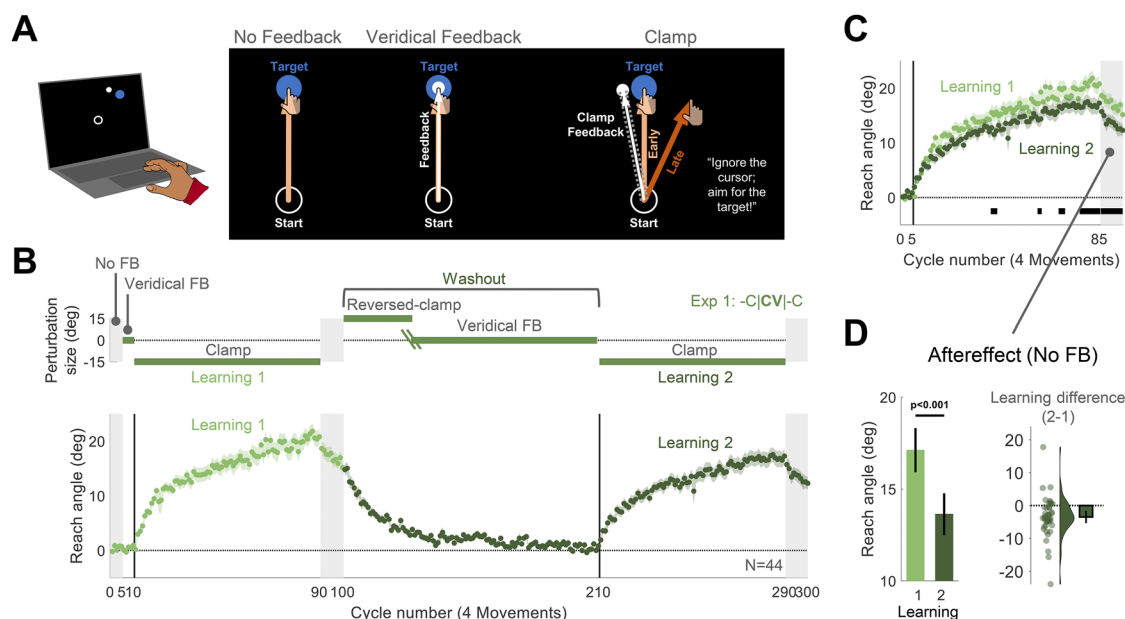 A
No Feedback
Veridical Feedback
Clamp
Target
Target
Target
Feedback
Clamp
Feedback
Early
Late
"Ignore the
cursor;
aim for the
target!"
Start
Start
Start
B
No FB
Veridical FB
Washout
Reversed-clamp
Exp 1: -C|CV|-C
Perturbation
size (deg)
15
0
-15
Veridical FB
Clamp
Clamp
Learning 1
Learning 2
Reach angle (deg)
20
10
0
Learning 1
Learning 2
N=44
0 5 10 90 100 210 290 300
Cycle number (4 Movements)
C
Reach angle (deg)
20
10
0
Learning 1
Learning 2
0 5 85
Cycle number (4 Movements)
D
Aftereffect (No FB)
Reach angle (deg)
19
16
13
10
p<0.001
1 2
Learning
Learning difference
(2-1)
20
10
0
-10
-20